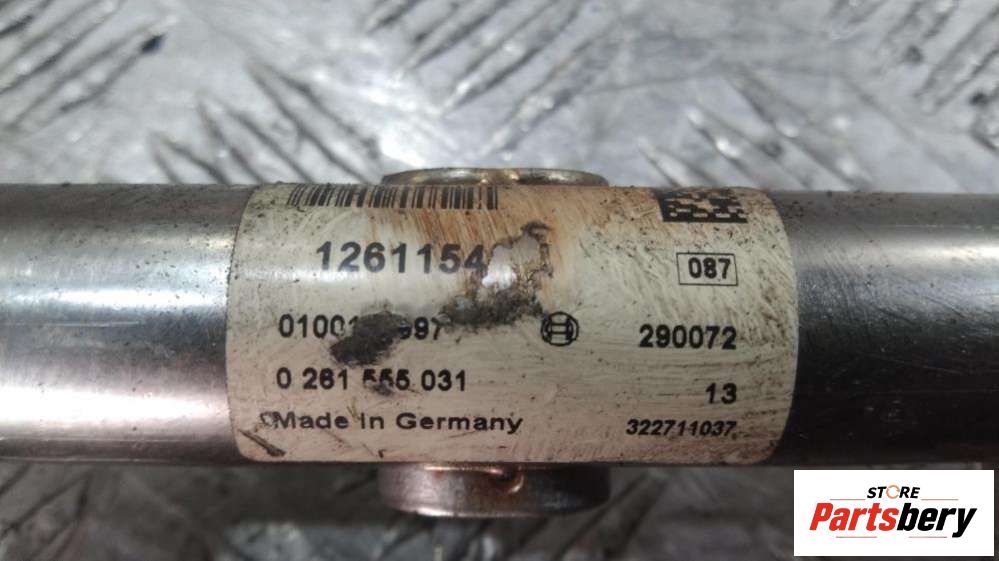 1261154
087
290072
0 261 555 031
13
Made in Germany
322711037
STORE
Partsbery